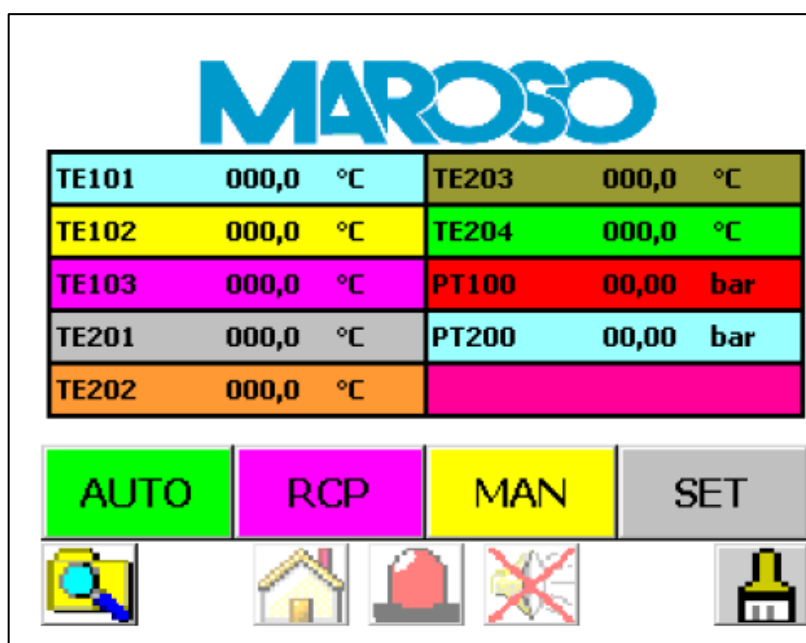 MAROSO
TE101 000,0 °C TE203 000,0 °C
TE102 000,0 °C TE204 000,0 °C
TE103 000,0 °C PT100 00,00 bar
TE201 000,0 °C PT200 00,00 bar
TE202 000,0 °C
AUTO RCP MAN SET